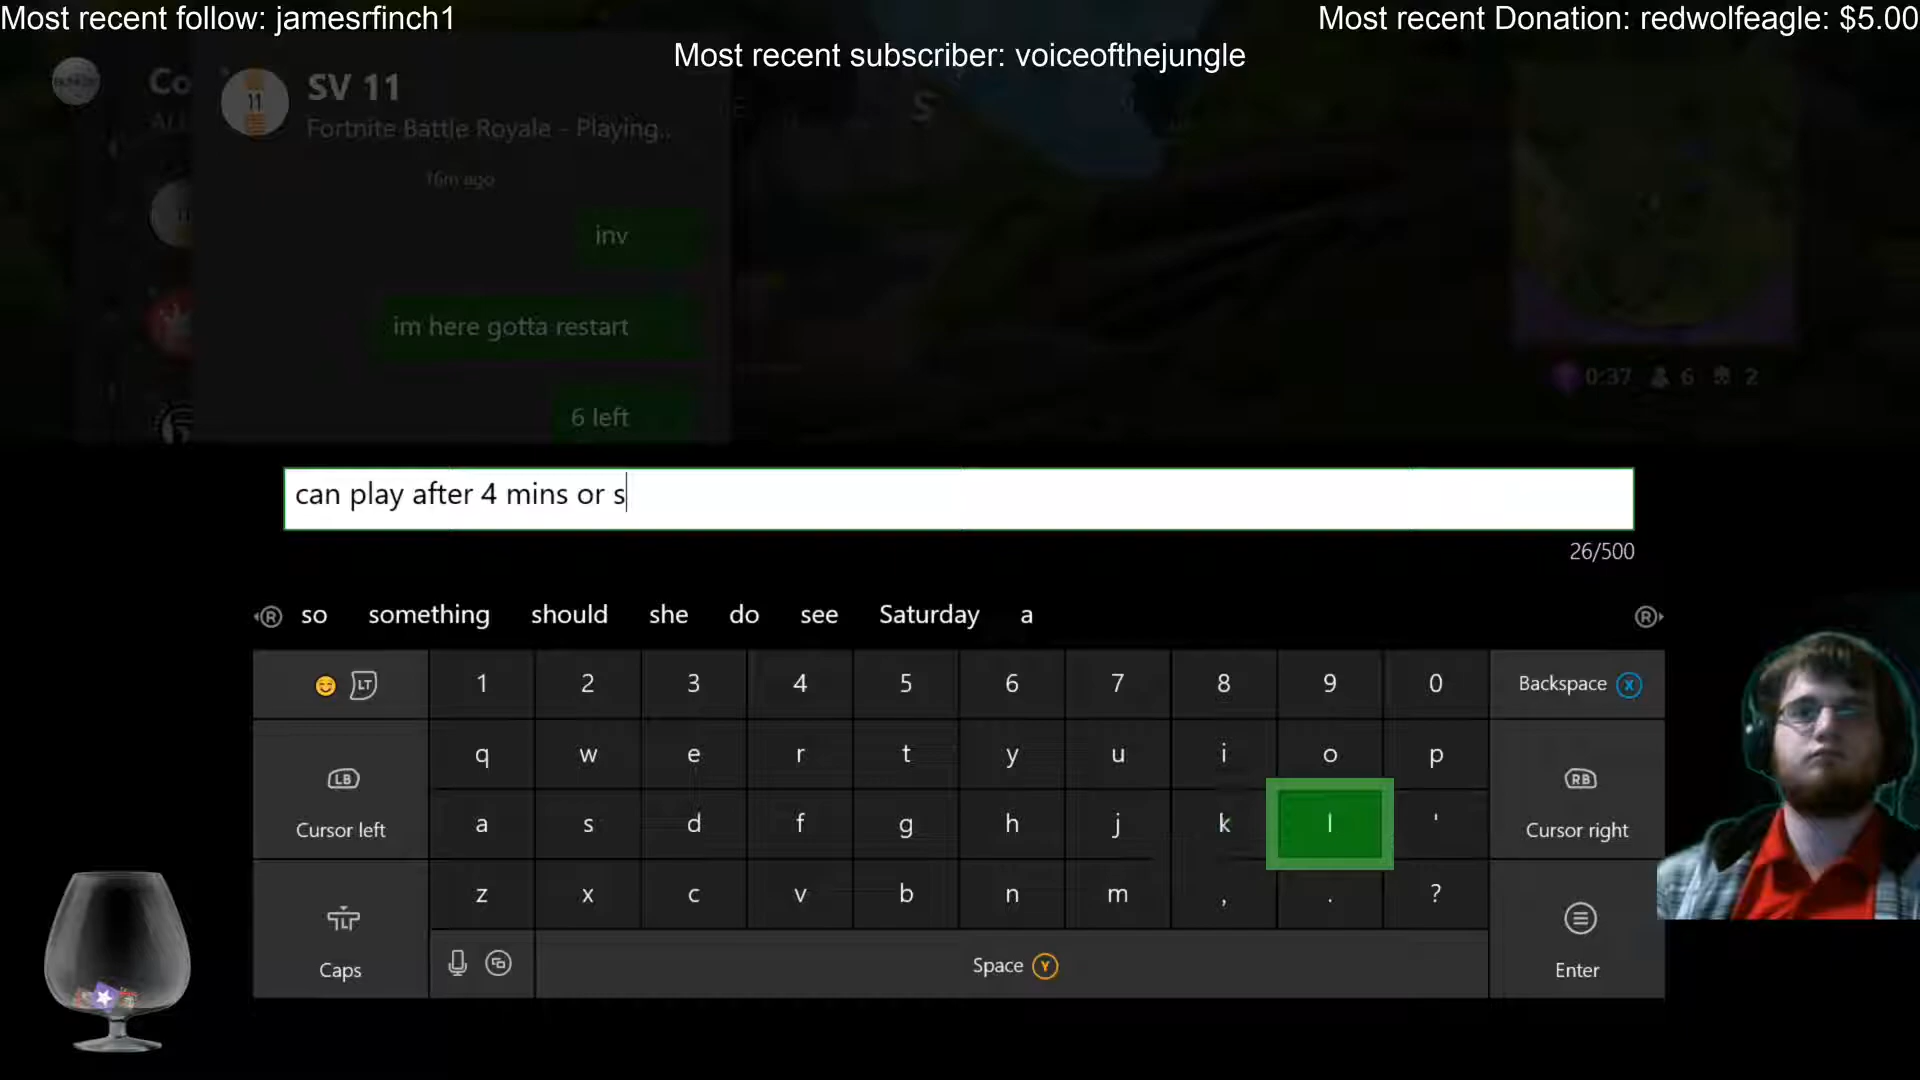 Most recent follow: jamesrfinch1
Most recent Donation: redwolfeagle: $5.00
Most recent subscriber: voiceofthejungle
Co
SV 11
11
Fortnite Battle Royale - Playing..
16m ago
inv
im here gotta restart
6 left
0:37 6 2
can play after 4 mins or s
26/500
R so something should she do see Saturday a R
LT 1 2 3 4 5 6 7 8 9 0 Backspace X
q w e r t y u i o p
LB Cursor left
RB Cursor right
a s d f g h j k l '
z x c v b n m , . ?
Caps
Space Y
Enter